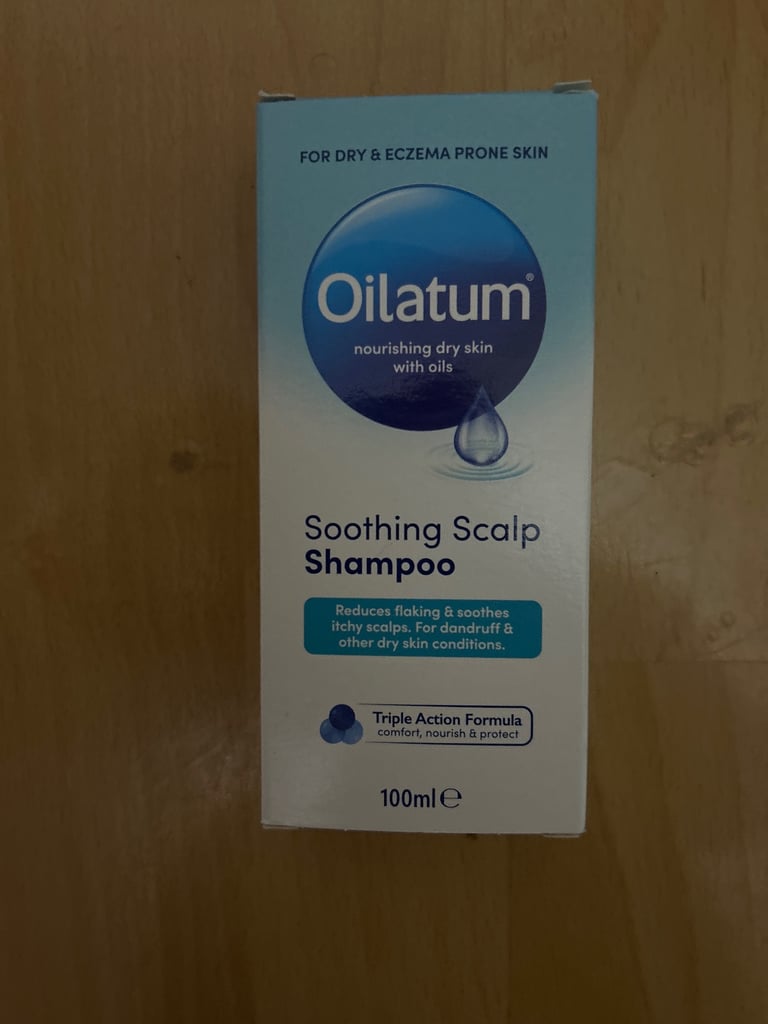 FOR DRY & ECZEMA PRONE SKIN
Oilatum®
nourishing dry skin
with oils
Soothing Scalp
Shampoo
Reduces flaking & soothes
itchy scalps. For dandruff &
other dry skin conditions.
Triple Action Formula
comfort, nourish & protect
100ml ℮